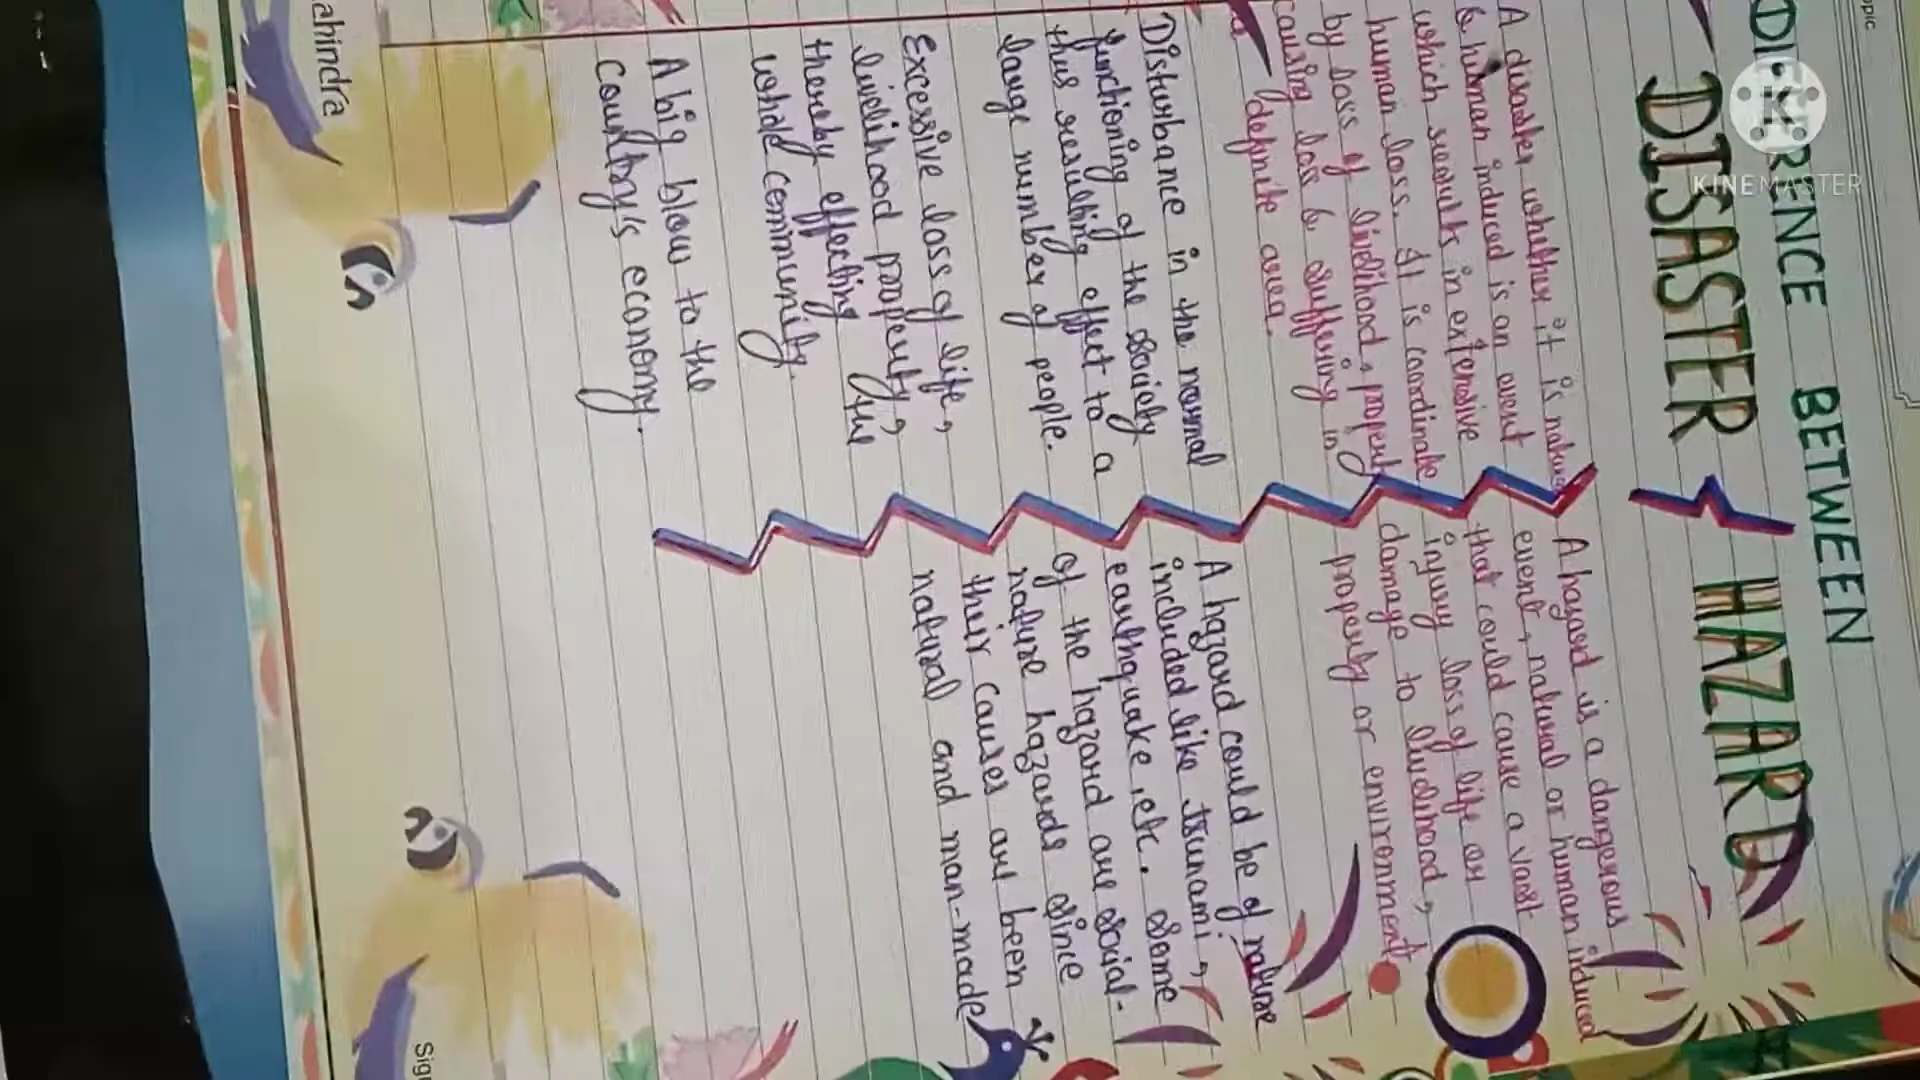 DIFFERENCE BETWEEN
DISASTER HAZARD
KINEMASTER
A disaster whether it is natural
& human induced is an event
which results in extensive
human loss. It is coordinate
by loss of livelihood, property
causing loss & suffering in
definite area.
Disturbance in the normal
functioning of the society
thus resulting effect to a
large number of people.
Excessive loss of life,
livelihood property,
thereby effecting the
whole community.
A big blow to the
country's economy.
A hazard is a dangerous
event, natural or human induced
that could cause a vast
injury loss of life or
damage to livelihood,
property or environment
A hazard could be of nature
included like tsunami,
earthquake, etc. Some
of the hazard are social.
nature hazards since
their causes are been
natural and man-made
ahindra
Sign
opic